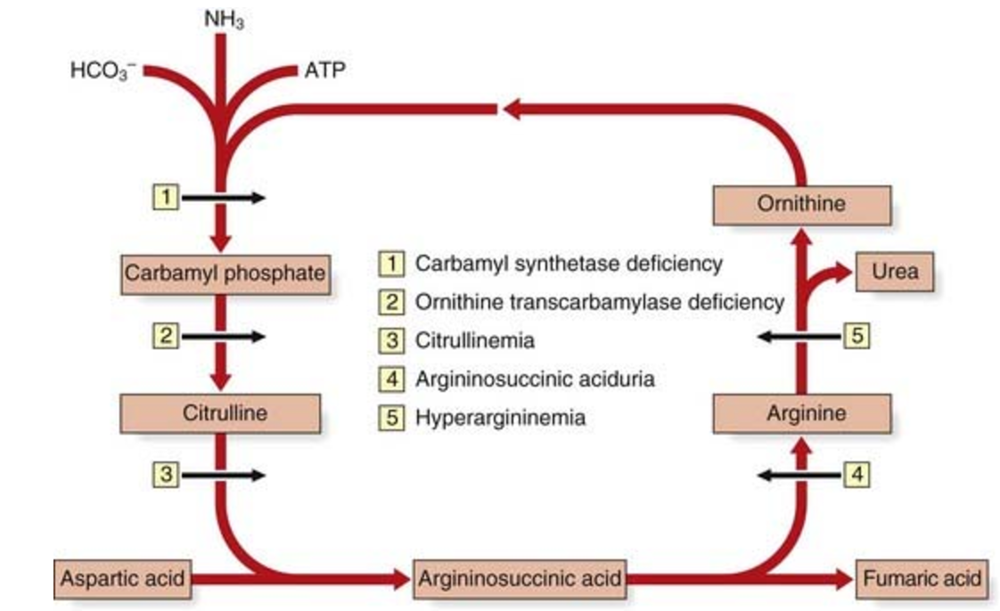 NH₃
HCO₃⁻
ATP
1
Ornithine
Carbamyl phosphate
1 Carbamyl synthetase deficiency
Urea
2 Ornithine transcarbamylase deficiency
2
3 Citrullinemia
5
4 Argininosuccinic aciduria
Citrulline
5 Hyperargininemia
Arginine
3
4
Aspartic acid
Argininosuccinic acid
Fumaric acid